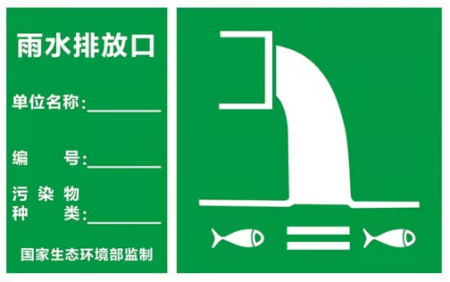 雨水排放口
单位名称:
编 号:
污 染 物
种 类:
国家生态环境部监制